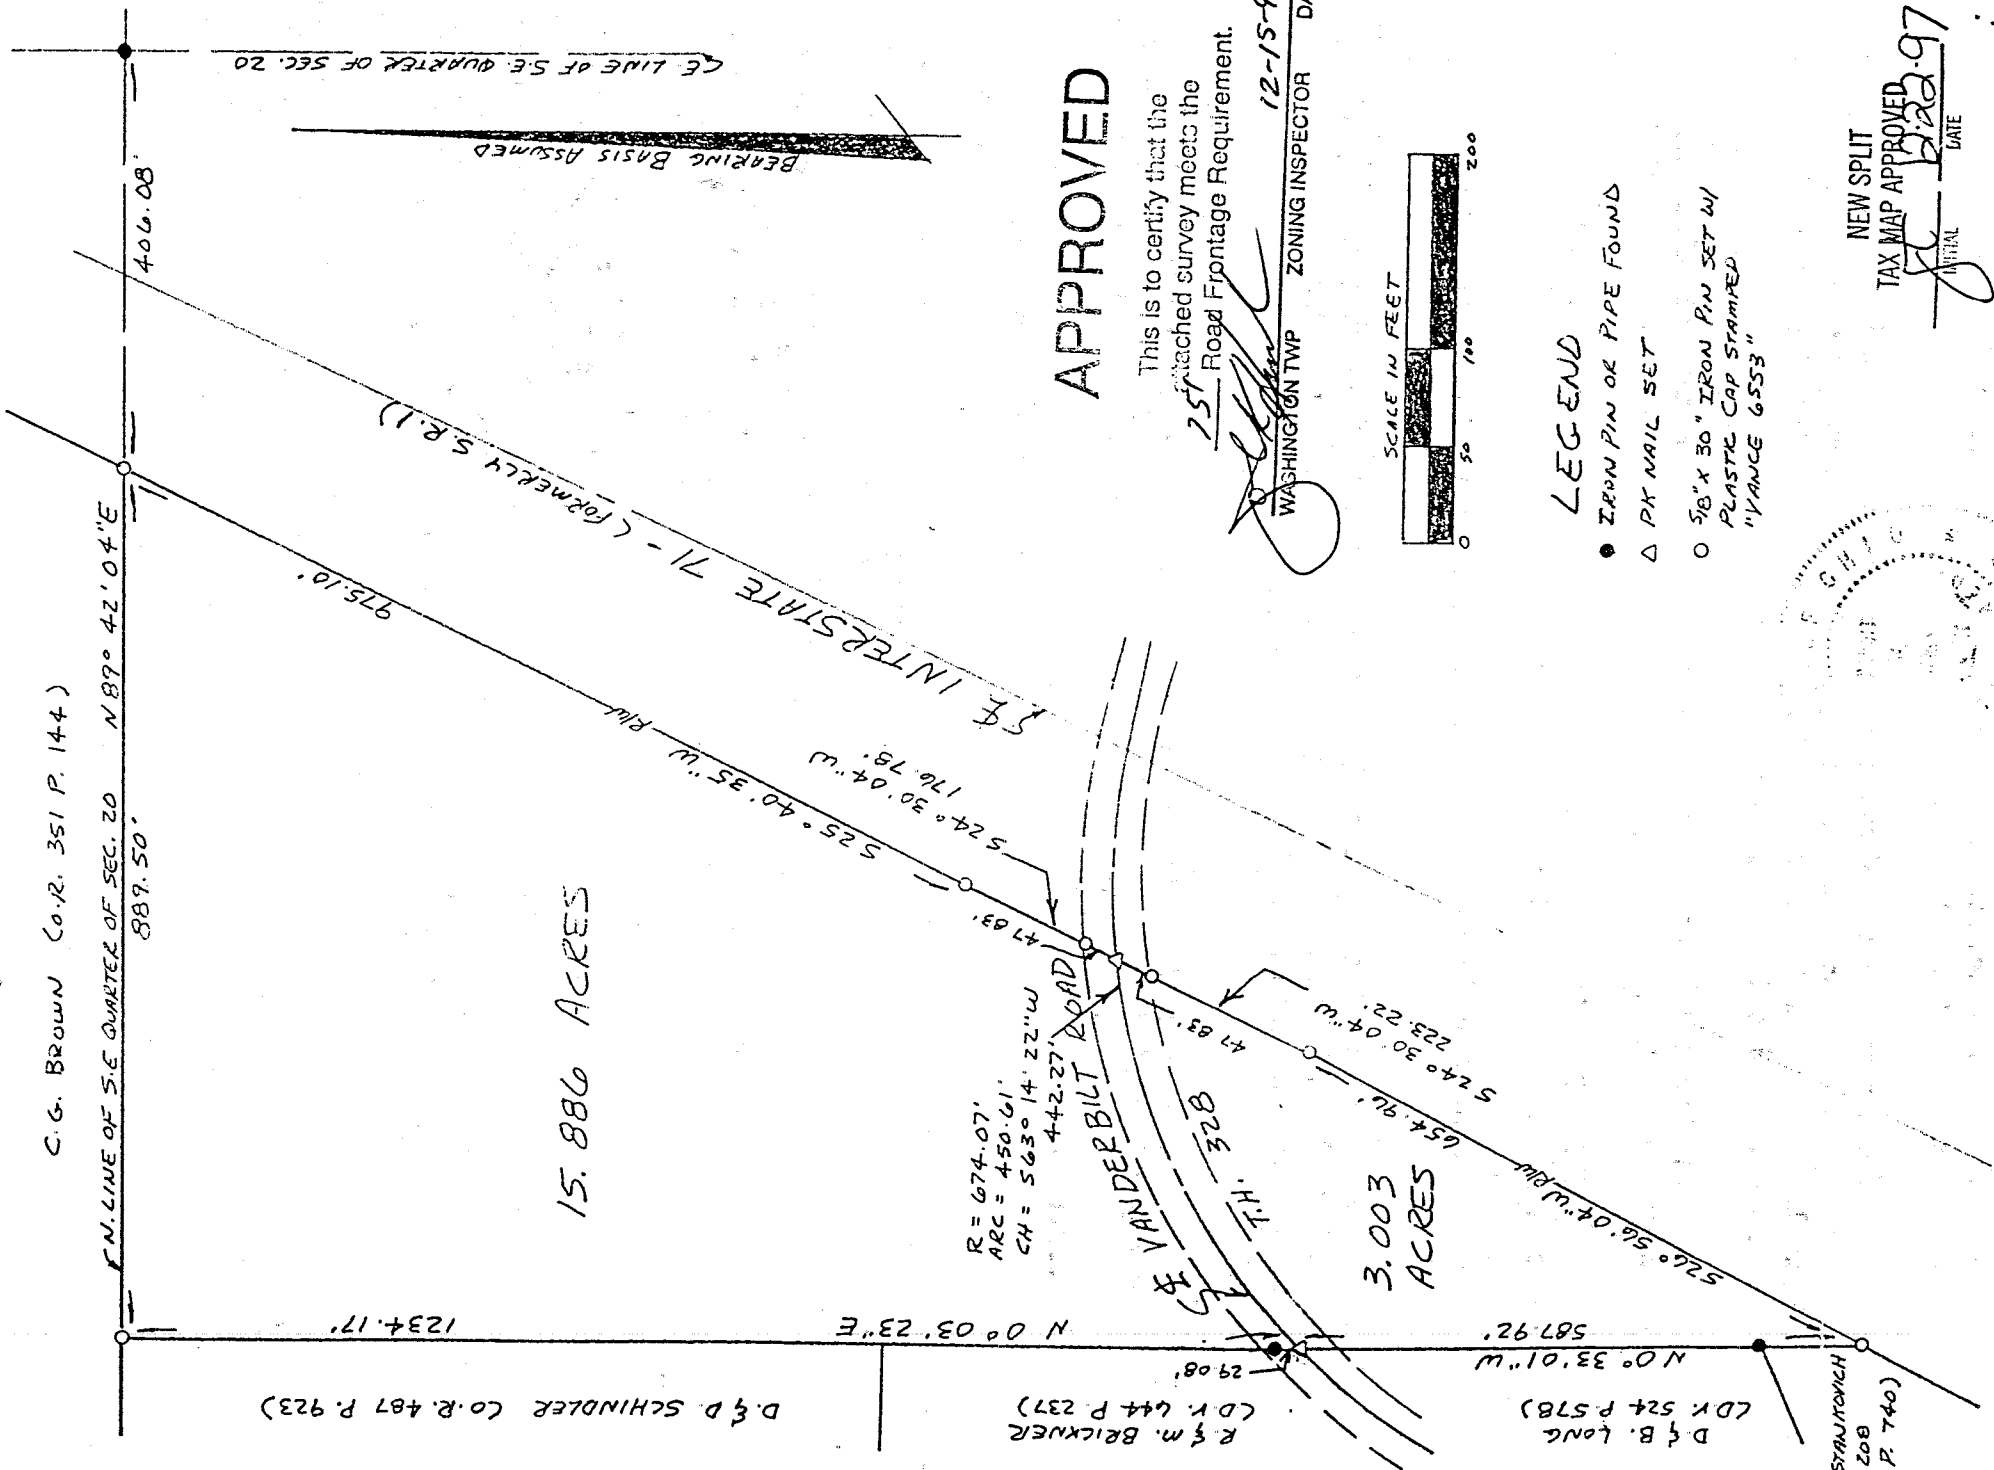 C.G. BROWN (O.R. 351 P. 144)
N. LINE OF S.E QUARTER OF SEC. 20 N 89° 42' 04" E
889.50'
406.08'
℄ E LINE OF S.E QUARTER OF SEC. 20
BEARING BASIS ASSUMED
975.10'
S 25° 40' 35" W
R/W
℄ INTERSTATE 71 - (FORMERLY S.R. 1)
S 24° 30' 04" W
176.78'
15.886 ACRES
1234.17'
N 0° 03' 23" E
D. & D SCHINDLER (O.R. 487 P. 923)
R = 674.07'
ARC = 450.61'
CH = S 63° 14' 22" W
442.27'
47.83'
47.83'
℄ VANDERBILT ROAD
T.H. 328
S 24° 30' 04" W
223.22'
654.96'
S 26° 56' 04" W R/W
3.003
ACRES
29.08'
587.92'
N 0° 33' 01" W
R. & M. BRICKNER
(D.V. 644 P. 237)
D & B. LONG
(D.V. 524 P. 578)
STANKOVICH
208
P. 740)
APPROVED
This is to certify that the
attached survey meets the
Road Frontage Requirement.
12-15-9
WASHINGTON TWP ZONING INSPECTOR DA
SCALE IN FEET
0 50 100 200
LEGEND
● IRON PIN OR PIPE FOUND
△ PK NAIL SET
○ 5/8" X 30" IRON PIN SET W/
PLASTIC CAP STAMPED
"VANCE 6553"
NEW SPLIT
TAX MAP APPROVED
INITIAL DATE
OHIO